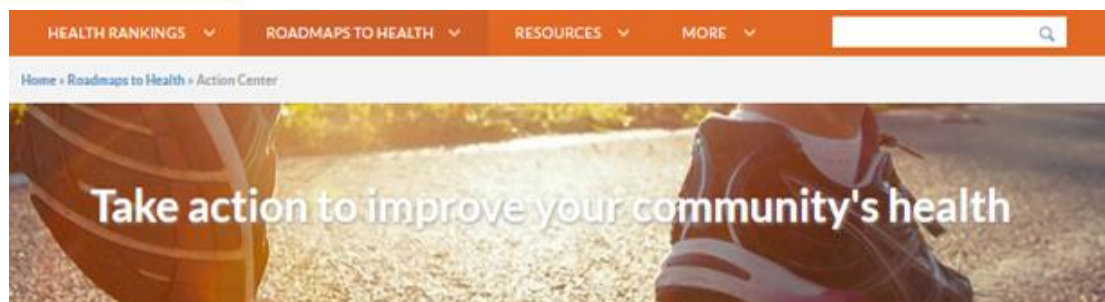 HEALTH RANKINGS ROADMAPS TO HEALTH RESOURCES MORE
Home » Roadmaps to Health » Action Center
Take action to improve your community's health